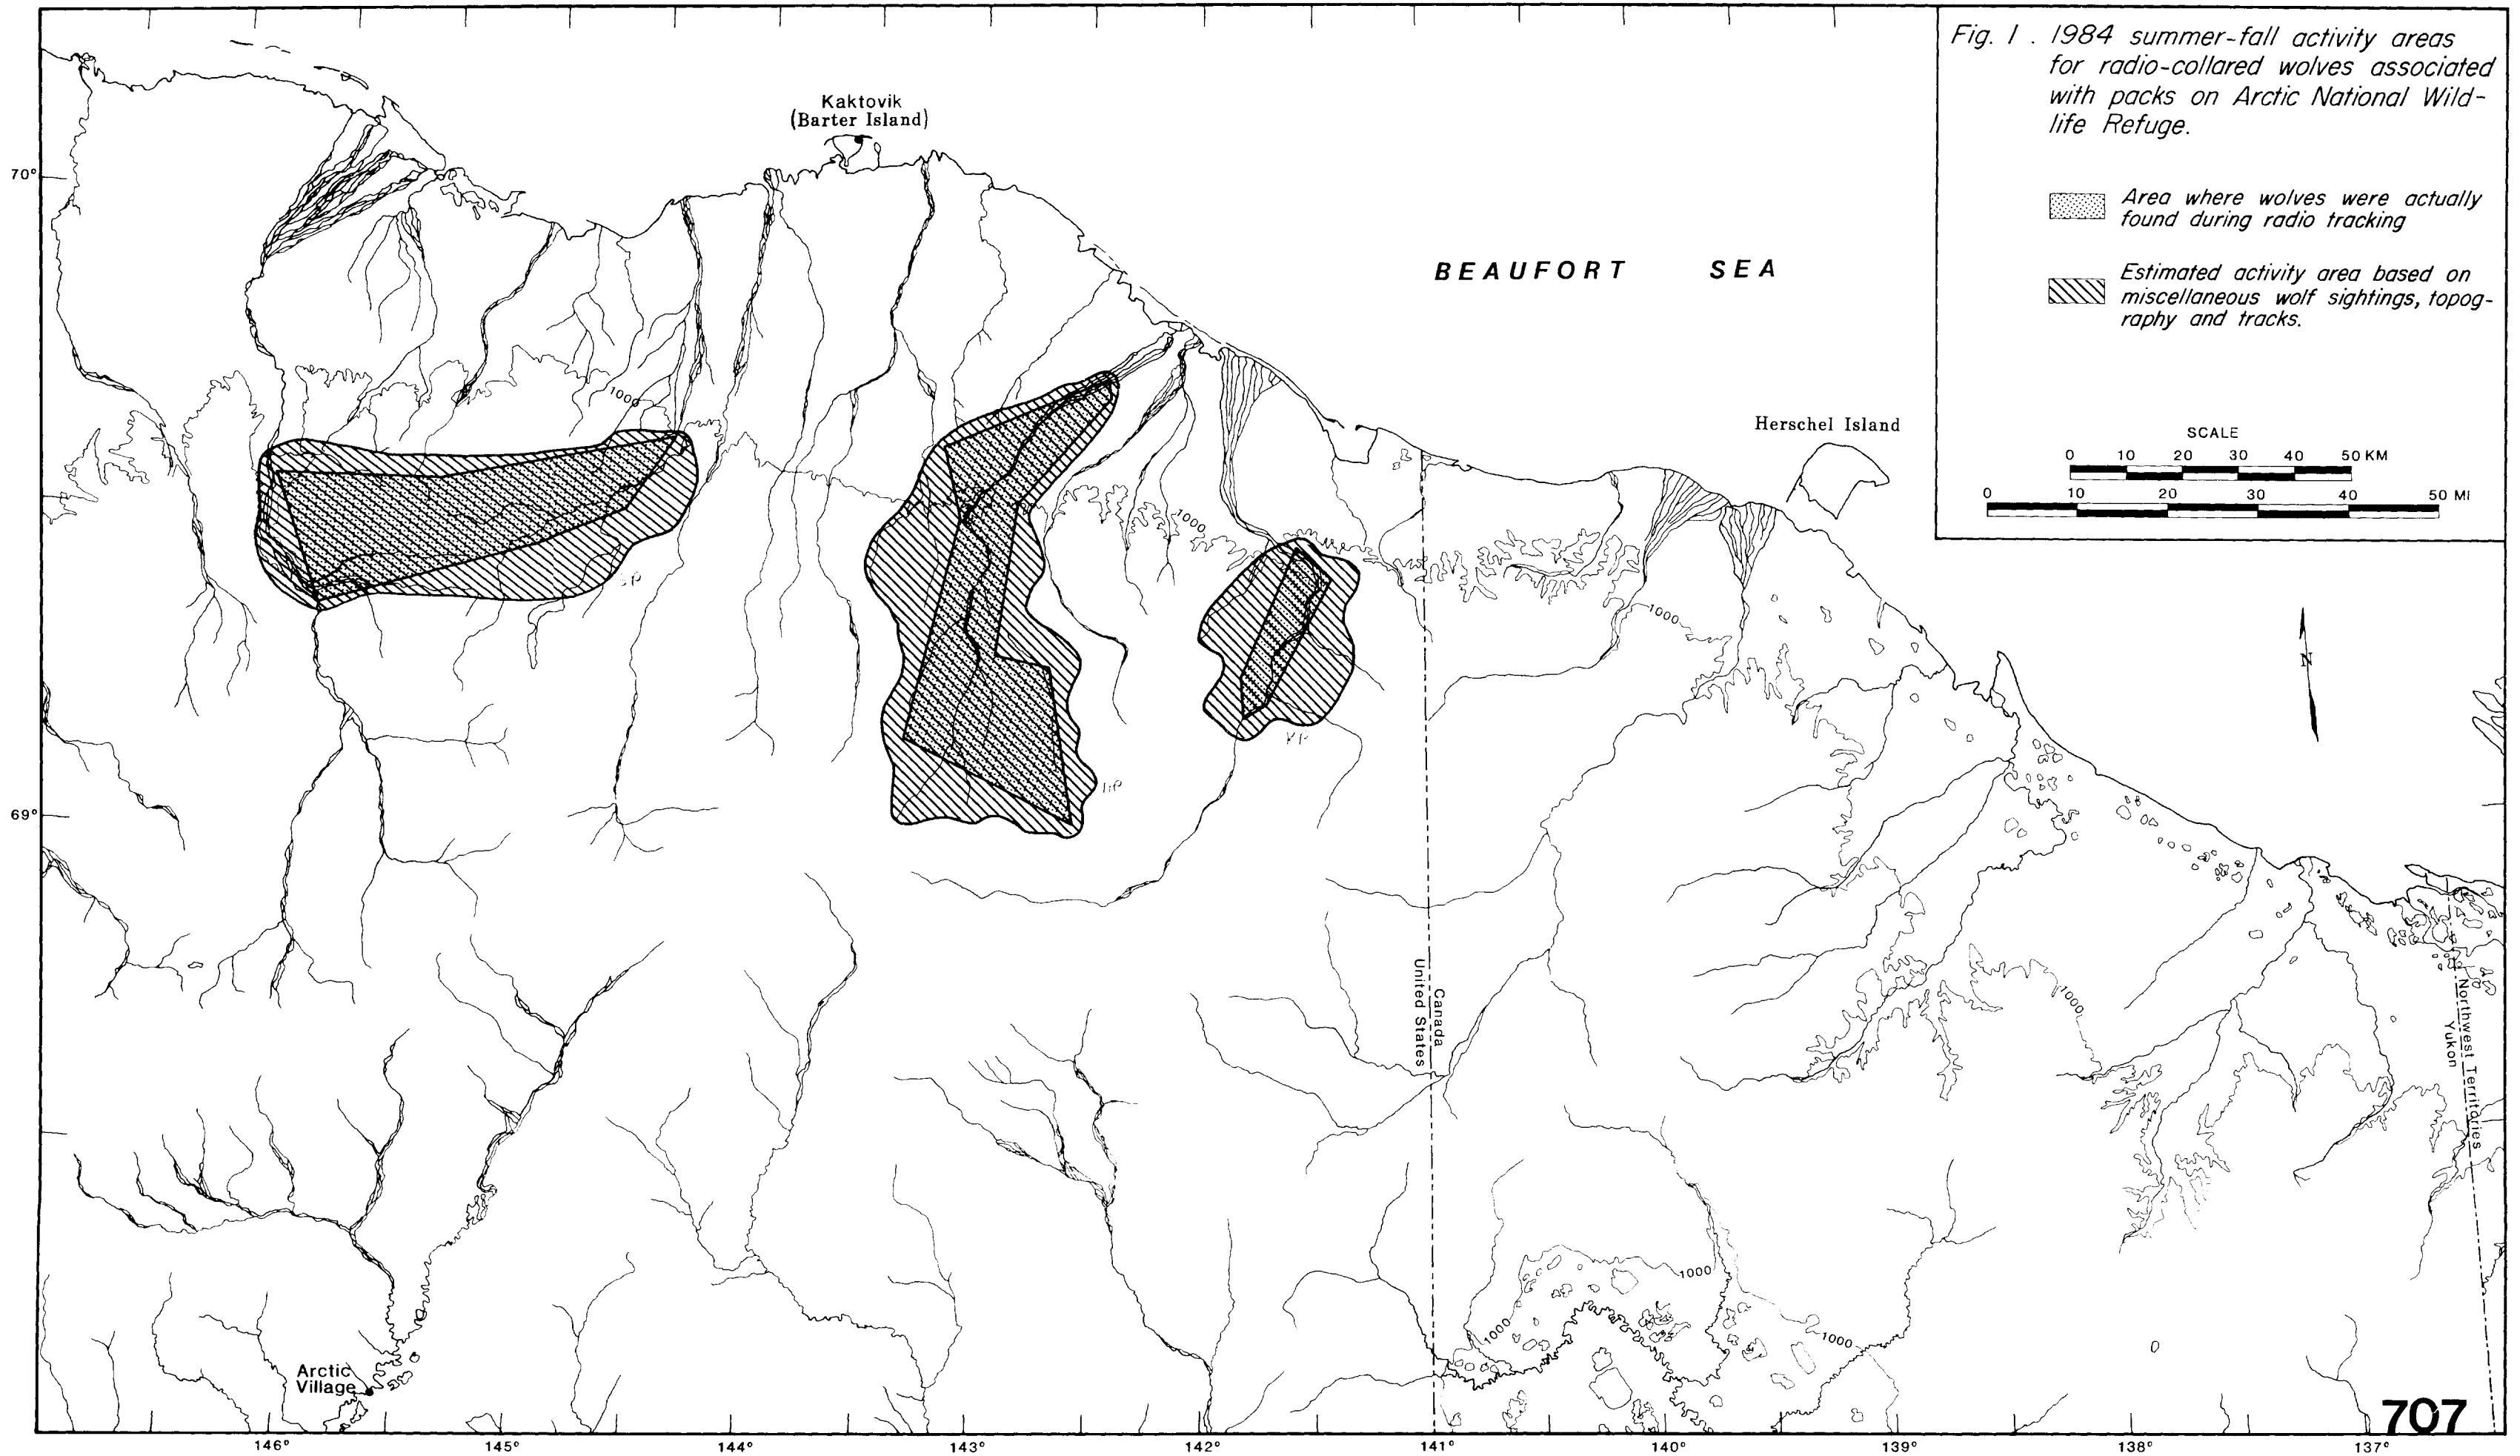 Fig. 1 . 1984 summer-fall activity areas
for radio-collared wolves associated
with packs on Arctic National Wild-
life Refuge.
Area where wolves were actually
found during radio tracking
Estimated activity area based on
miscellaneous wolf sightings, topog-
raphy and tracks.
SCALE
0 10 20 30 40 50 KM
0 10 20 30 40 50 MI
Kaktovik
(Barter Island)
BEAUFORT SEA
Herschel Island
70°
69°
1000
1000
1000
1000
1000
1000
1000
KP
N
Canada
United States
Northwest Territories
Yukon
Arctic
Village
707
146° 145° 144° 143° 142° 141° 140° 139° 138° 137°